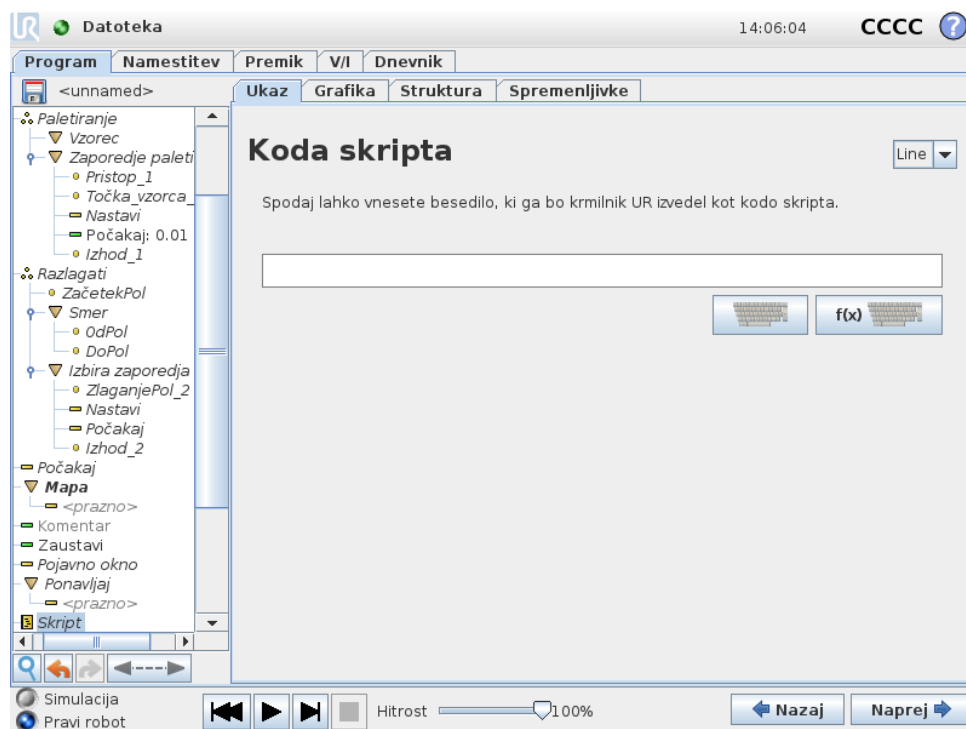 UR Datoteka 14:06:04 CCCC ?
Program Namestitev Premik V/I Dnevnik
<unnamed> Ukaz Grafika Struktura Spremenljivke
Paletiranje
Vzorec
Zaporedje paleti
Pristop_1
Točka_vzorca_
Nastavi
Počakaj: 0.01
Izhod_1
Razlagati
ZačetekPol
Smer
OdPol
DoPol
Izbira zaporedja
ZlaganjePol_2
Nastavi
Počakaj
Izhod_2
Počakaj
Mapa
<prazno>
Komentar
Zaustavi
Pojavno okno
Ponavljaj
<prazno>
Skript
Koda skripta
Line
Spodaj lahko vnesete besedilo, ki ga bo krmilnik UR izvedel kot kodo skripta.
f(x)
Simulacija
Pravi robot
Hitrost 100%
Nazaj Naprej